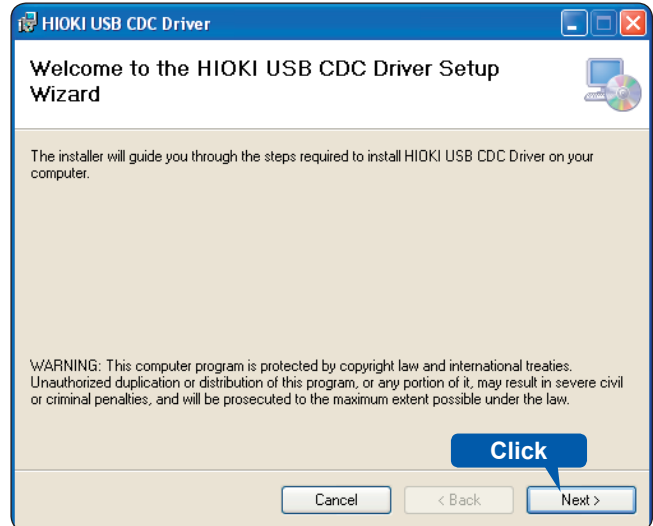 HIOKI USB CDC Driver
Welcome to the HIOKI USB CDC Driver Setup
Wizard
The installer will guide you through the steps required to install HIOKI USB CDC Driver on your
computer.
WARNING: This computer program is protected by copyright law and international treaties.
Unauthorized duplication or distribution of this program, or any portion of it, may result in severe civil
or criminal penalties, and will be prosecuted to the maximum extent possible under the law.
Click
Cancel < Back Next >